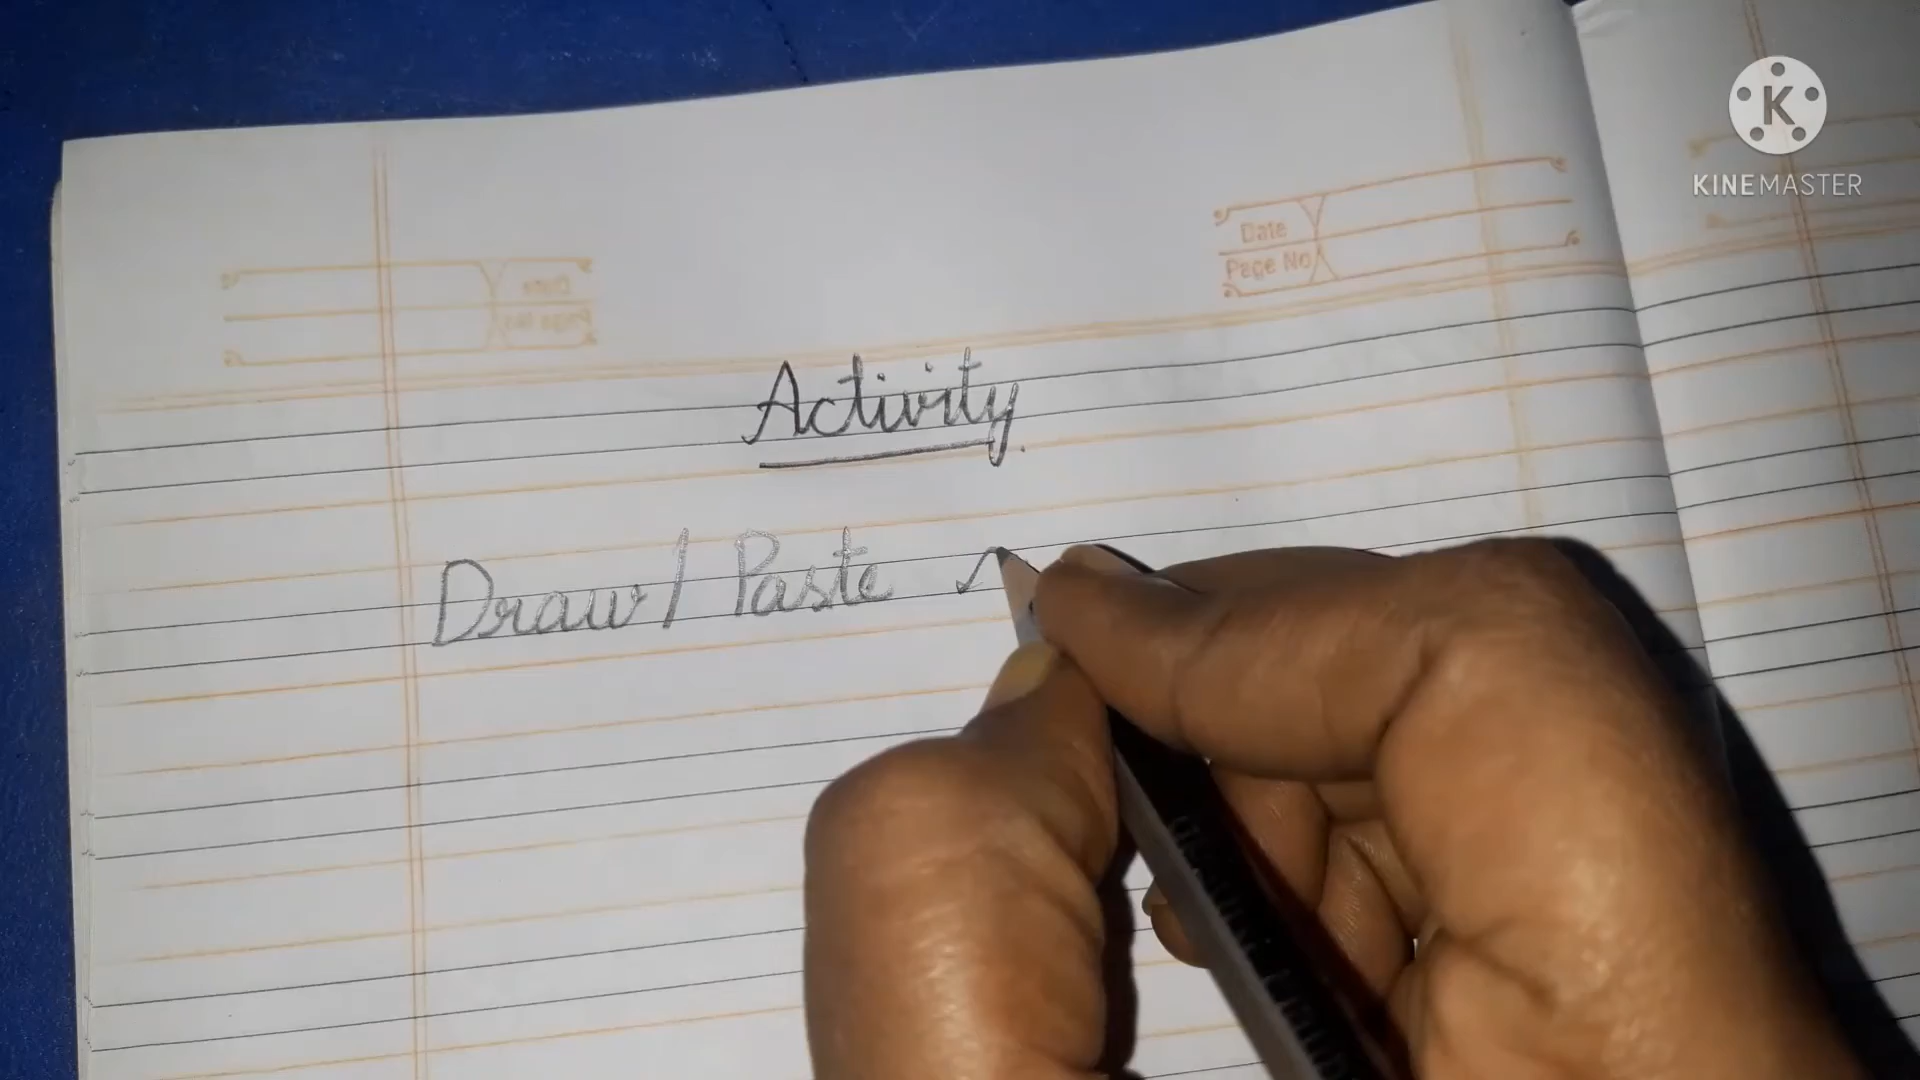 KINEMASTER
Date
Page No
Activity.
Draw/ Paste